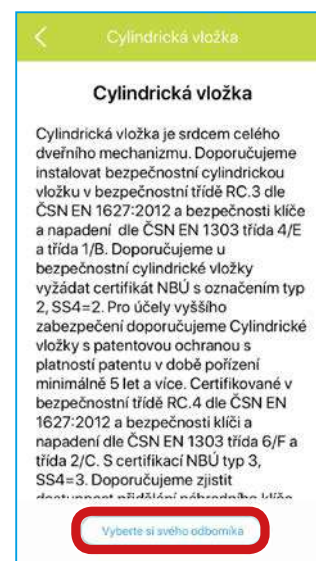 Cylindrická vložka
Cylindrická vložka
Cylindrická vložka je srdcem celého
dveřního mechanizmu. Doporučujeme
instalovat bezpečnostní cylindrickou
vložku v bezpečnostní třídě RC.3 dle
ČSN EN 1627:2012 a bezpečnosti klíče
a napadení dle ČSN EN 1303 třída 4/E
a třída 1/B. Doporučujeme u
bezpečnostní cylindrické vložky
vyžádat certifikát NBÚ s označením typ
2, SS4=2. Pro účely vyššího
zabezpečení doporučujeme Cylindrické
vložky s patentovou ochranou s
platností patentu v době pořízení
minimálně 5 let a více. Certifikované v
bezpečnostní třídě RC.4 dle ČSN EN
1627:2012 a bezpečnosti klíči a
napadení dle ČSN EN 1303 třída 6/F a
třída 2/C. S certifikací NBÚ typ 3,
SS4=3. Doporučujeme zjistit
dostupnost přidělání náhradního klíče
Vyberte si svého odborníka